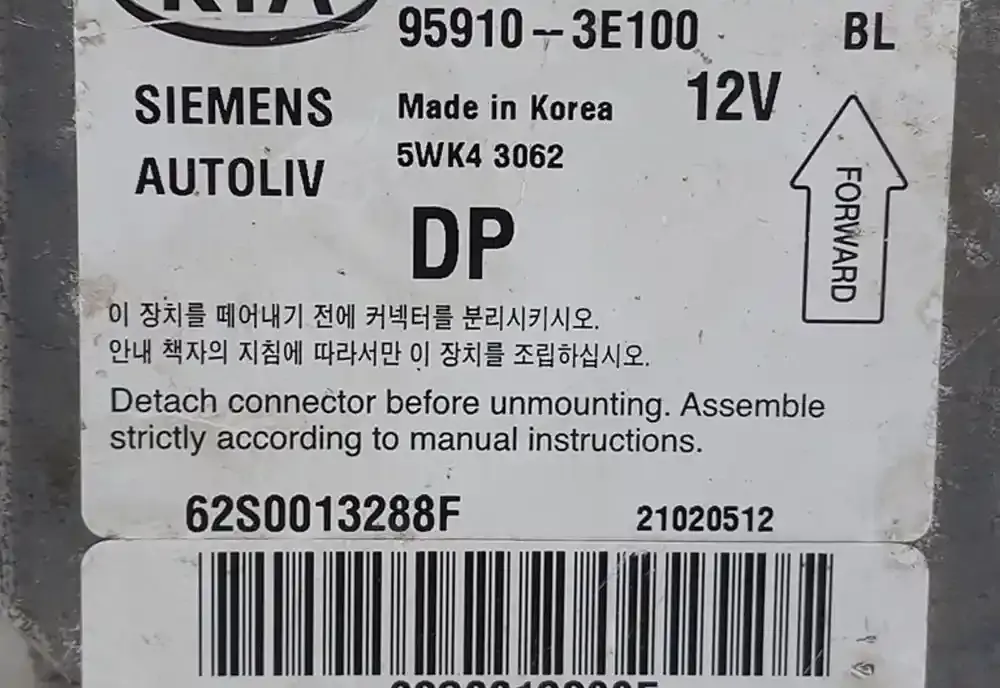 KIA
95910-3E100 BL
SIEMENS
AUTOLIV
Made in Korea
5WK4 3062
12V
DP
FORWARD
이 장치를 떼어내기 전에 커넥터를 분리시키시오.
안내 책자의 지침에 따라서만 이 장치를 조립하십시오.
Detach connector before unmounting. Assemble
strictly according to manual instructions.
62S0013288F 21020512